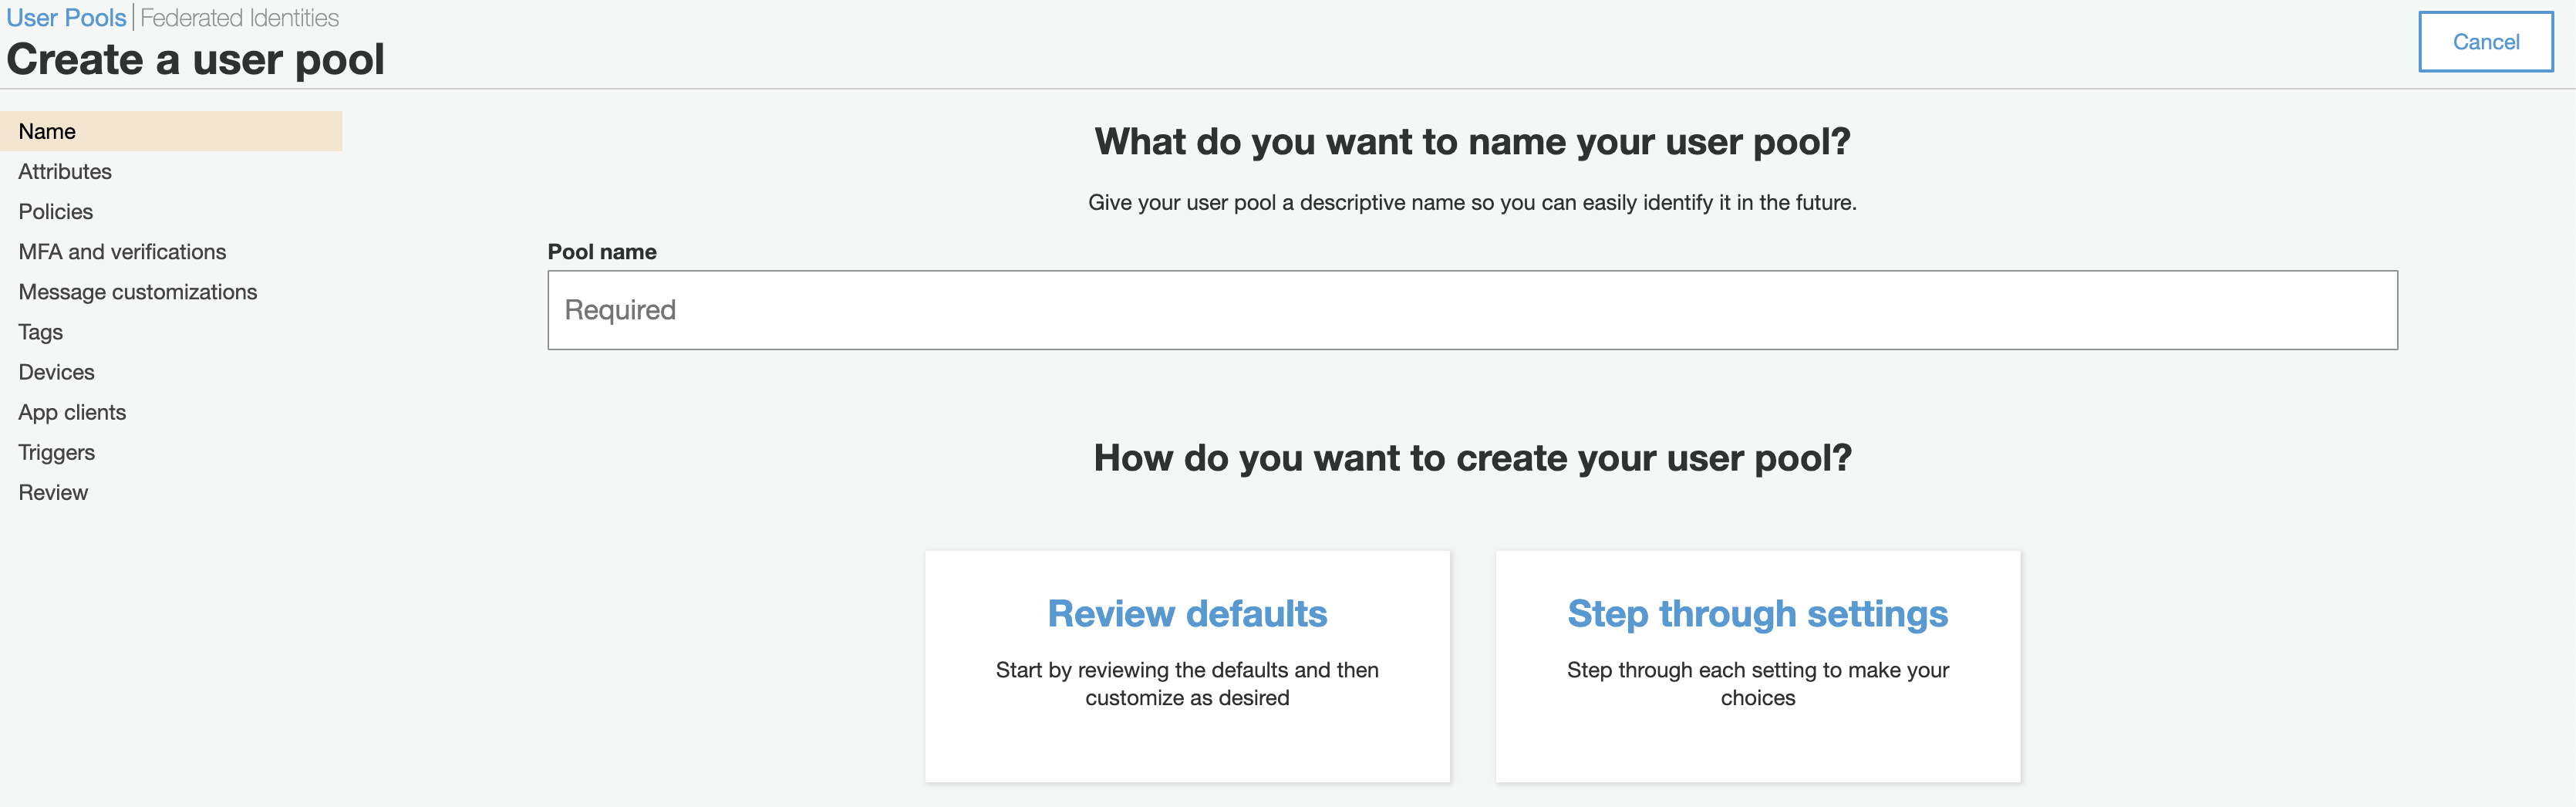 User Pools | Federated Identities
Create a user pool
Cancel
Name
Attributes
Policies
MFA and verifications
Message customizations
Tags
Devices
App clients
Triggers
Review
What do you want to name your user pool?
Give your user pool a descriptive name so you can easily identify it in the future.
Pool name
Required
How do you want to create your user pool?
Review defaults
Start by reviewing the defaults and then
customize as desired
Step through settings
Step through each setting to make your
choices